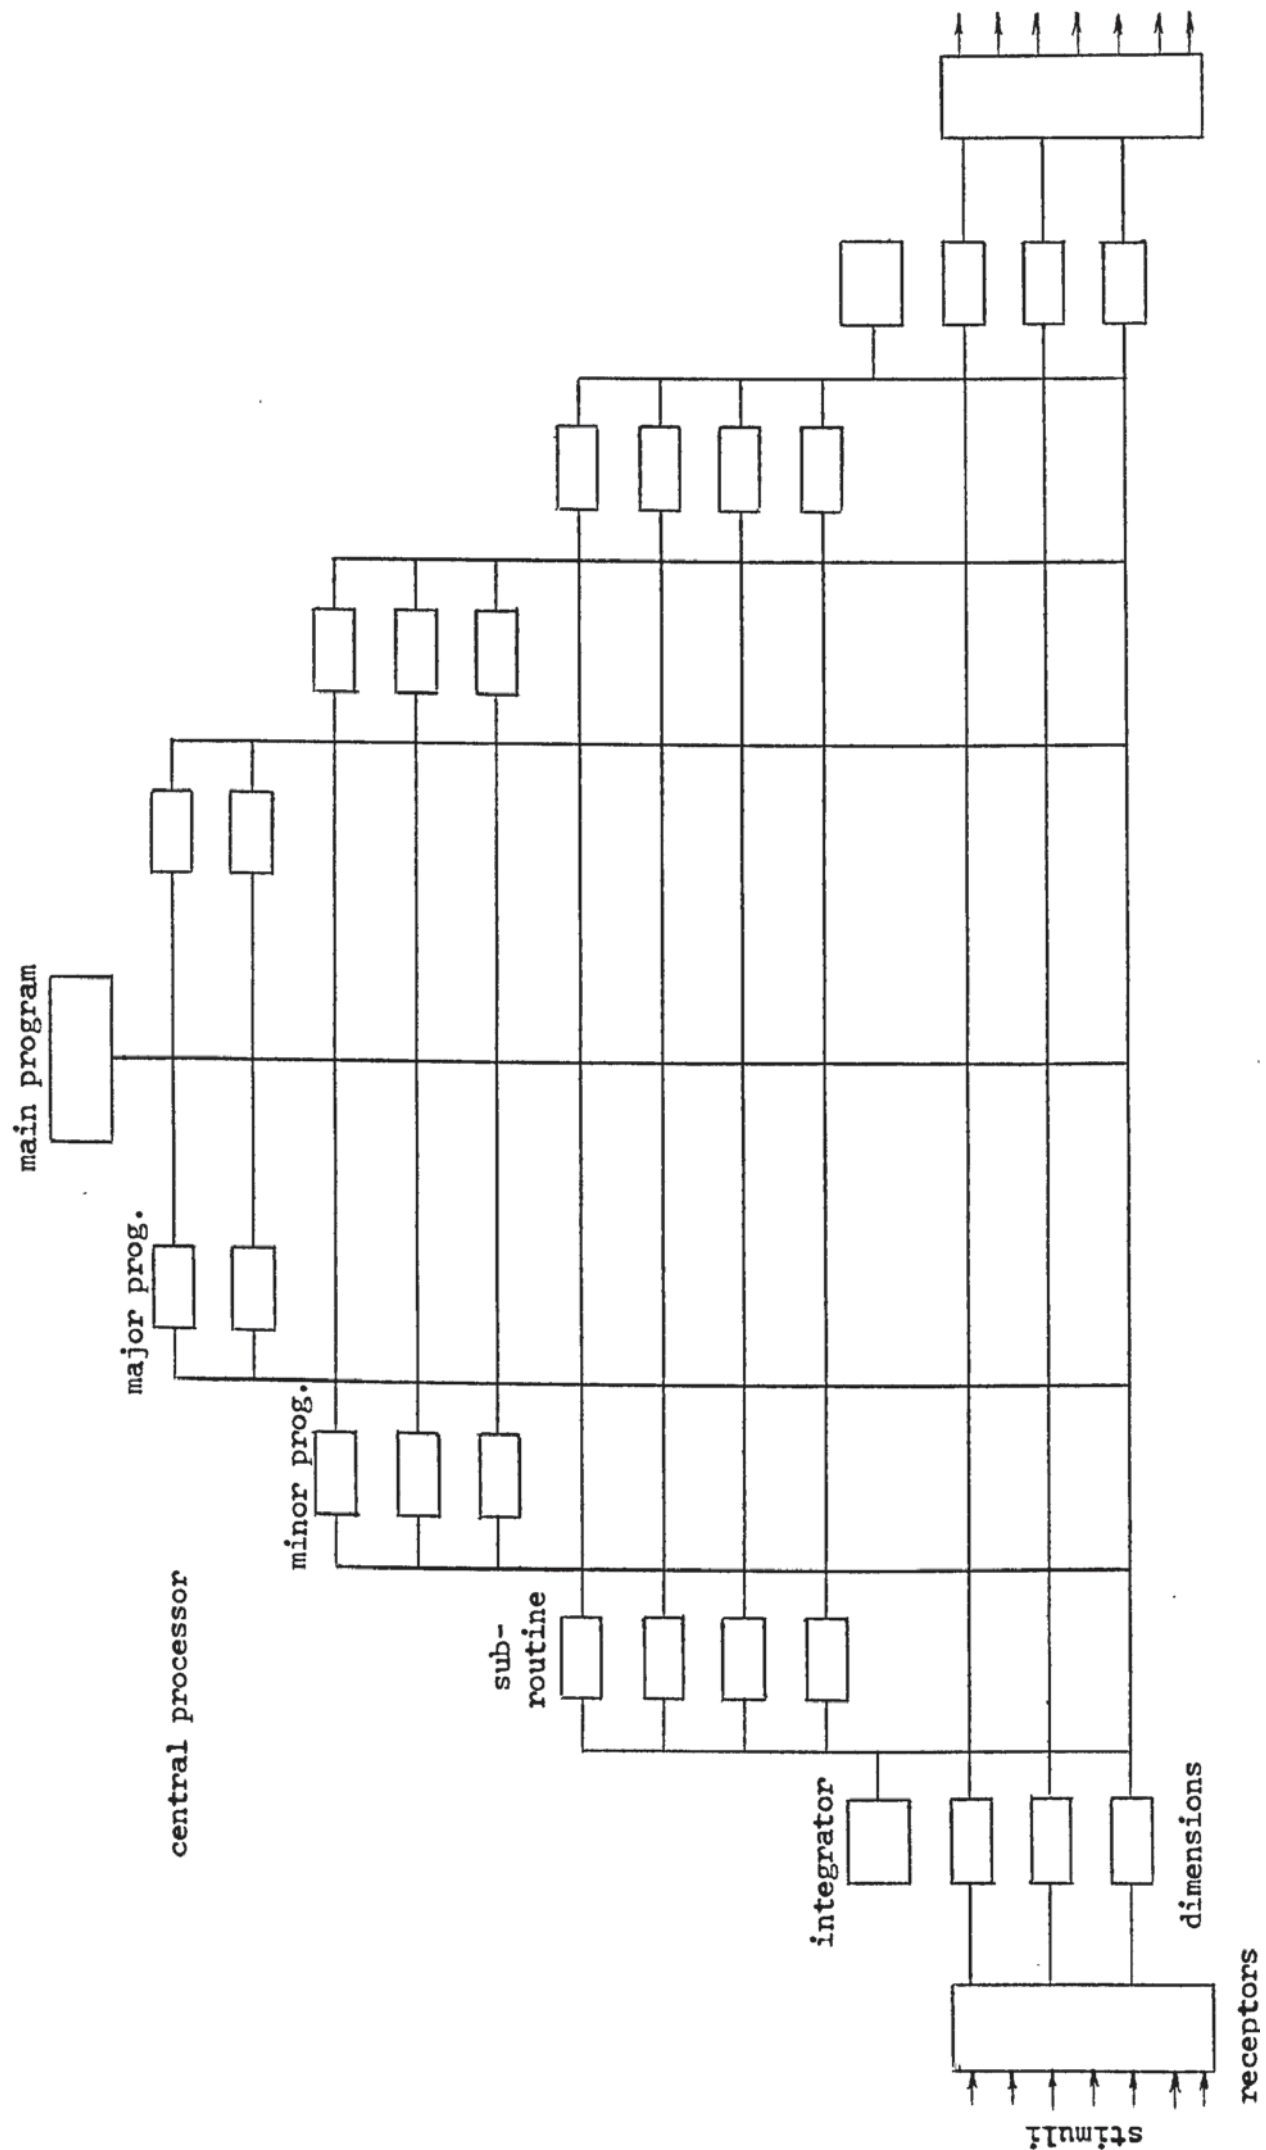 main program
major prog.
minor prog.
central processor
sub-
routine
integrator
dimensions
receptors
stimuli